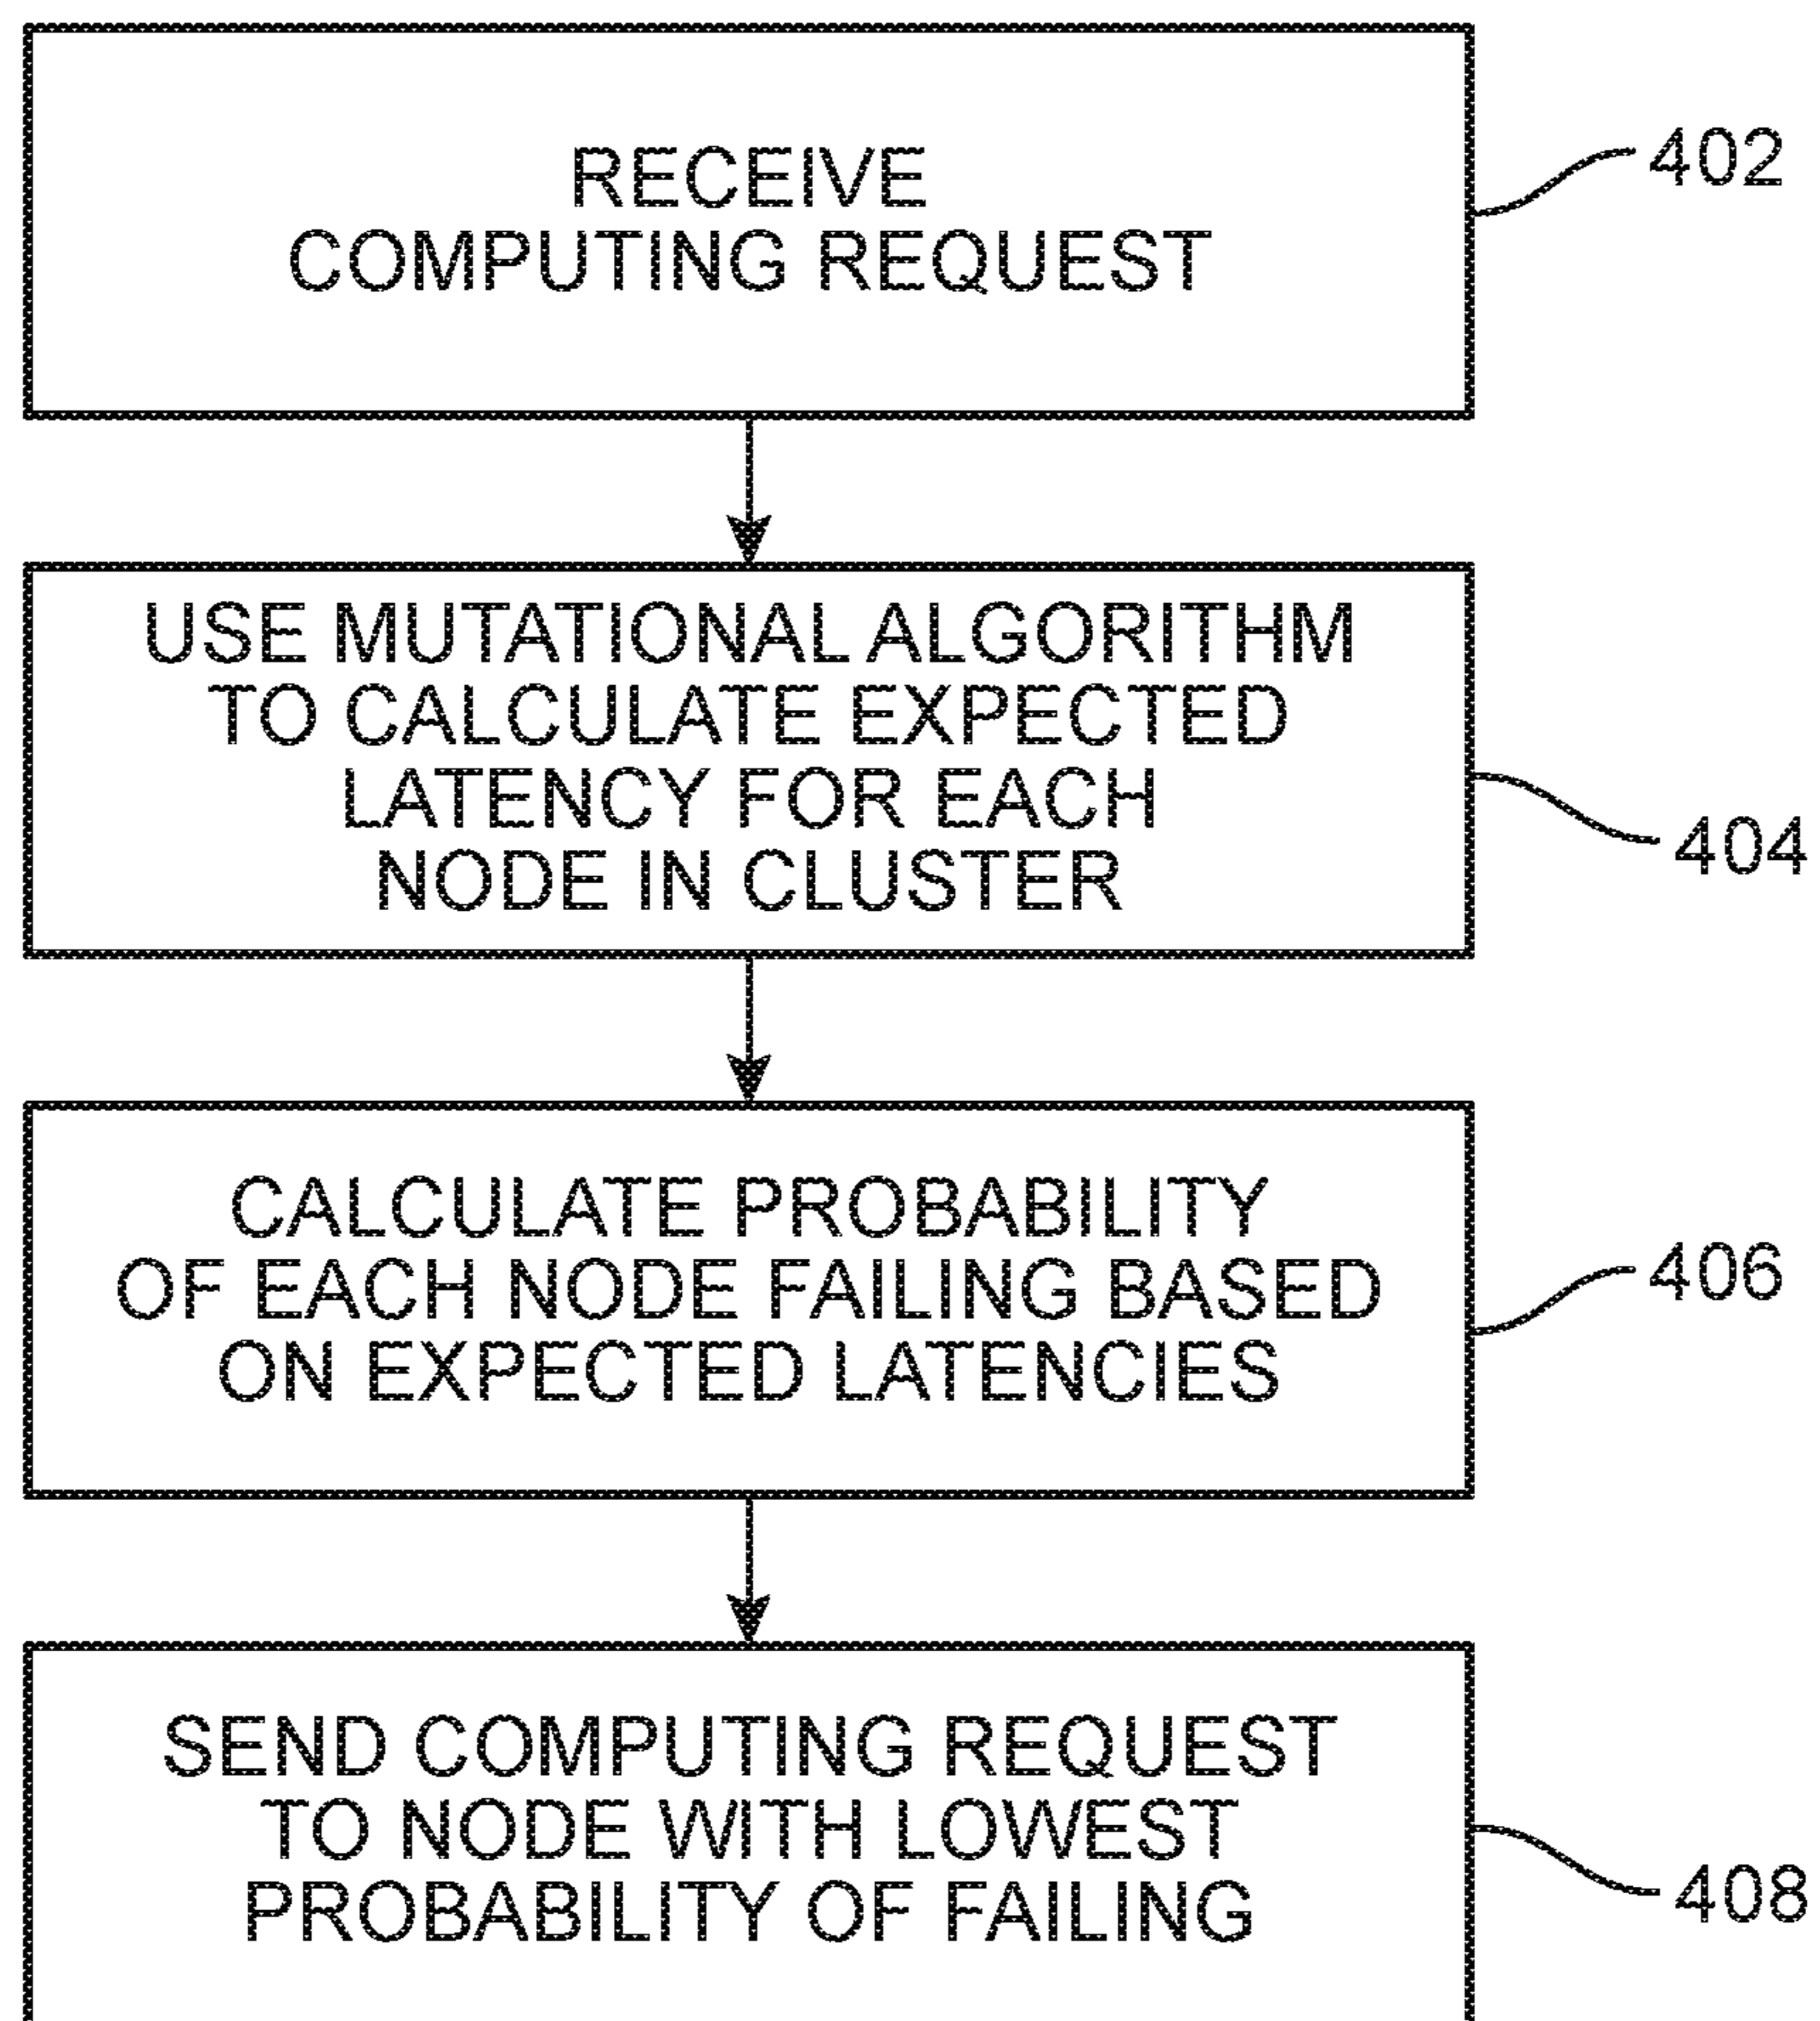 RECEIVE
COMPUTING REQUEST
402
USE MUTATIONAL ALGORITHM
TO CALCULATE EXPECTED
LATENCY FOR EACH
NODE IN CLUSTER
404
CALCULATE PROBABILITY
OF EACH NODE FAILING BASED
ON EXPECTED LATENCIES
406
SEND COMPUTING REQUEST
TO NODE WITH LOWEST
PROBABILITY OF FAILING
408